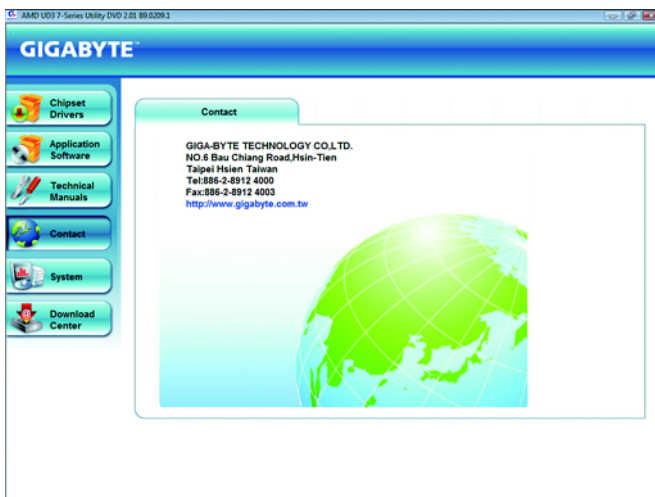 AMD UD3 7-Series Utility DVD 2.01 B9.0209.1
GIGABYTE™
Chipset
Drivers
Application
Software
Technical
Manuals
Contact
System
Download
Center
Contact
GIGA-BYTE TECHNOLOGY CO,LTD.
NO.6 Bau Chiang Road,Hsin-Tien
Taipei Hsien Taiwan
Tel:886-2-8912 4000
Fax:886-2-8912 4003
http://www.gigabyte.com.tw